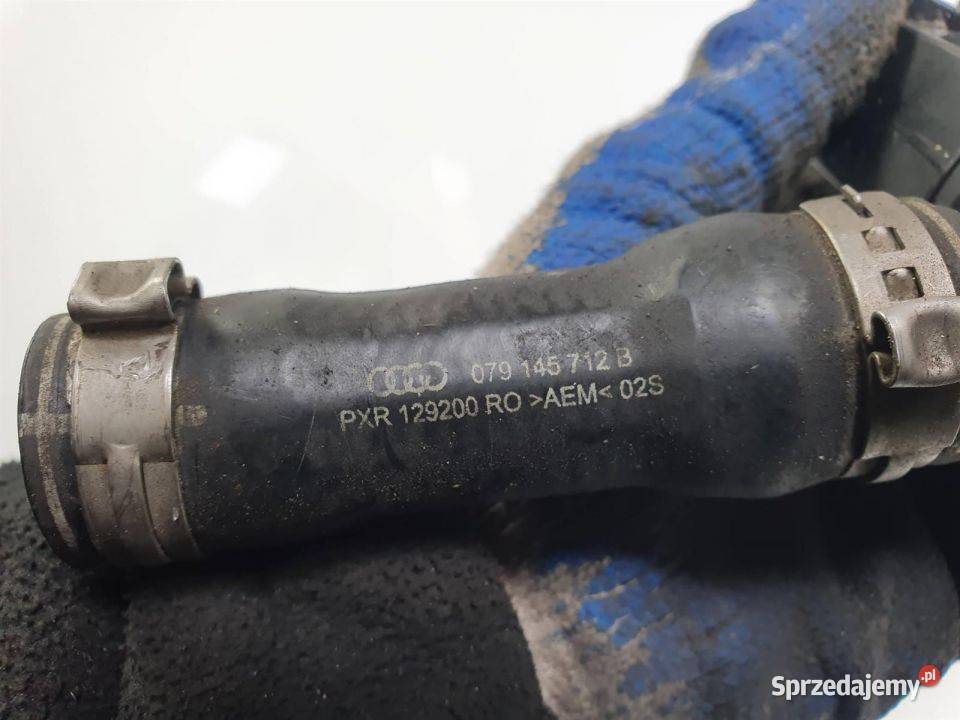 079 145 712 B
PXR 129200 RO >AEM< 02S
Sprzedajemy.pl